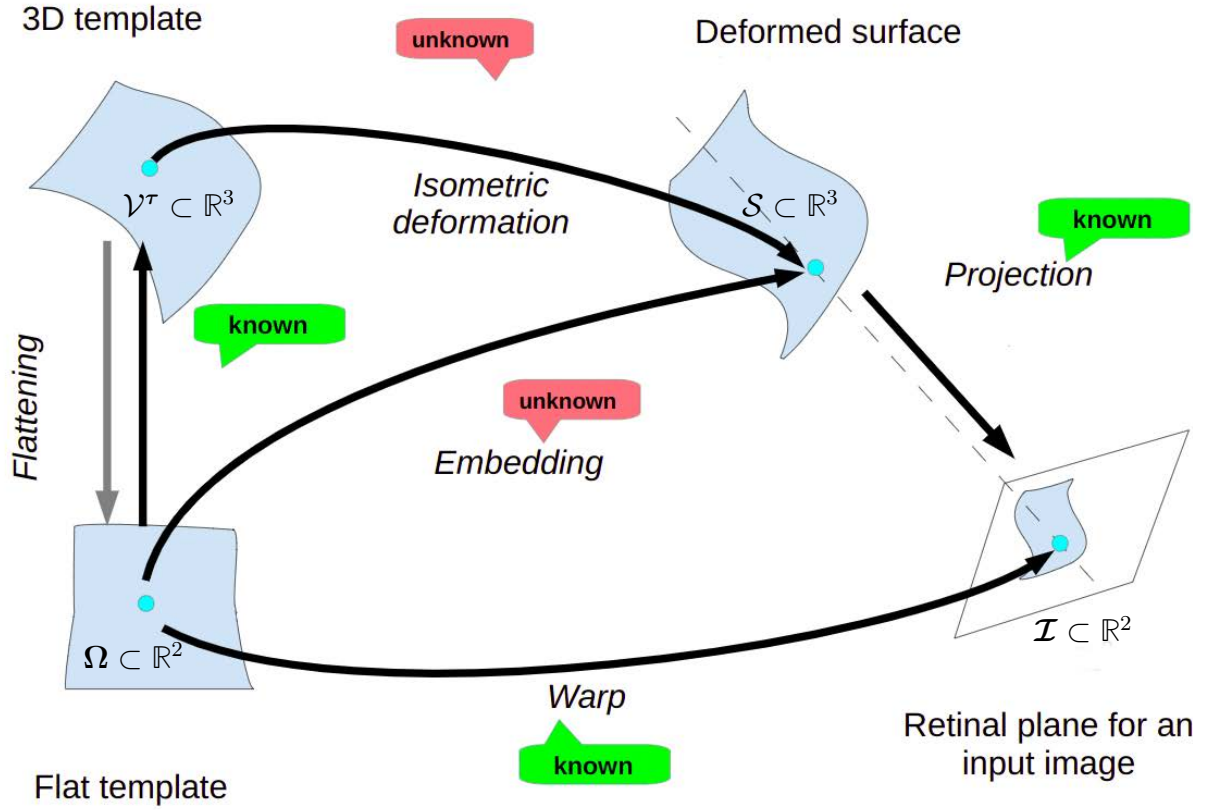 3D template
unknown
Deformed surface
𝒱^τ ⊂ ℝ³
Isometric
deformation
𝒮 ⊂ ℝ³
known
Projection
known
Flattening
unknown
Embedding
Ω ⊂ ℝ²
ℐ ⊂ ℝ²
Warp
known
Retinal plane for an
input image
Flat template